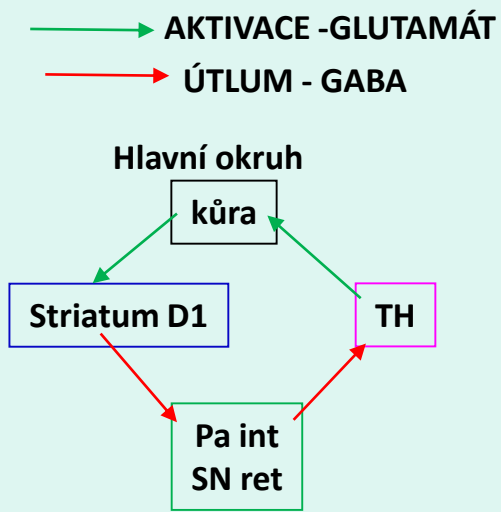 AKTIVACE -GLUTAMÁT
ÚTLUM - GABA
Hlavní okruh
kůra
Striatum D1
TH
Pa int
SN ret